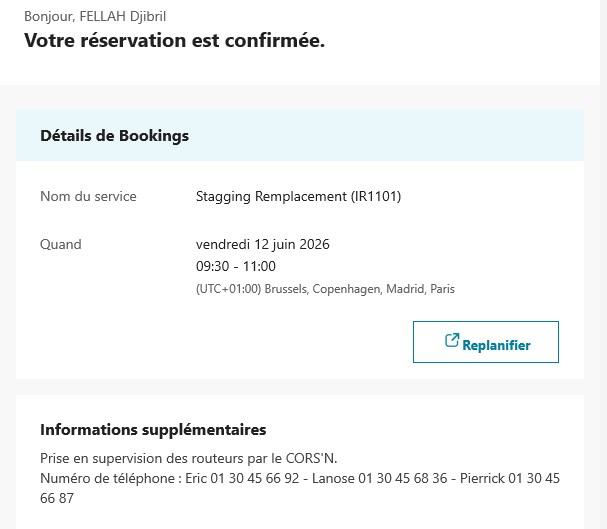 Bonjour, FELLAH Djibril
Votre réservation est confirmée.
Détails de Bookings
Nom du service
Stagging Remplacement (IR1101)
Quand
vendredi 12 juin 2026
09:30 - 11:00
(UTC+01:00) Brussels, Copenhagen, Madrid, Paris
Replanifier
Informations supplémentaires
Prise en supervision des routeurs par le CORS'N.
Numéro de téléphone : Eric 01 30 45 66 92 - Lanose 01 30 45 68 36 - Pierrick 01 30 45
66 87